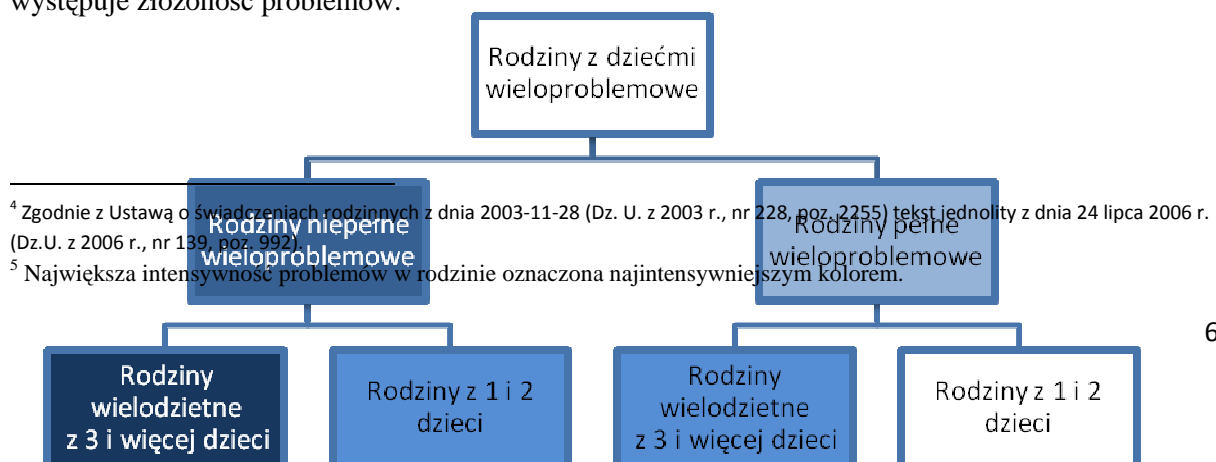 występuje złożoność problemów.
Rodziny z dziećmi
wieloproblemowe
Rodziny niepełne
wieloproblemowe
Rodziny pełne
wieloproblemowe
⁴ Zgodnie z Ustawą o świadczeniach rodzinnych z dnia 2003-11-28 (Dz. U. z 2003 r., nr 228, poz. 2255) tekst jednolity z dnia 24 lipca 2006 r.
(Dz.U. z 2006 r., nr 139, poz. 992).
⁵ Największa intensywność problemów w rodzinie oznaczona najintensywniejszym kolorem.
6
Rodziny
wielodzietne
z 3 i więcej dzieci
Rodziny z 1 i 2
dzieci
Rodziny
wielodzietne
z 3 i więcej dzieci
Rodziny z 1 i 2
dzieci